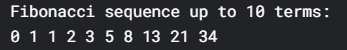 Fibonacci sequence up to 10 terms:
0 1 1 2 3 5 8 13 21 34